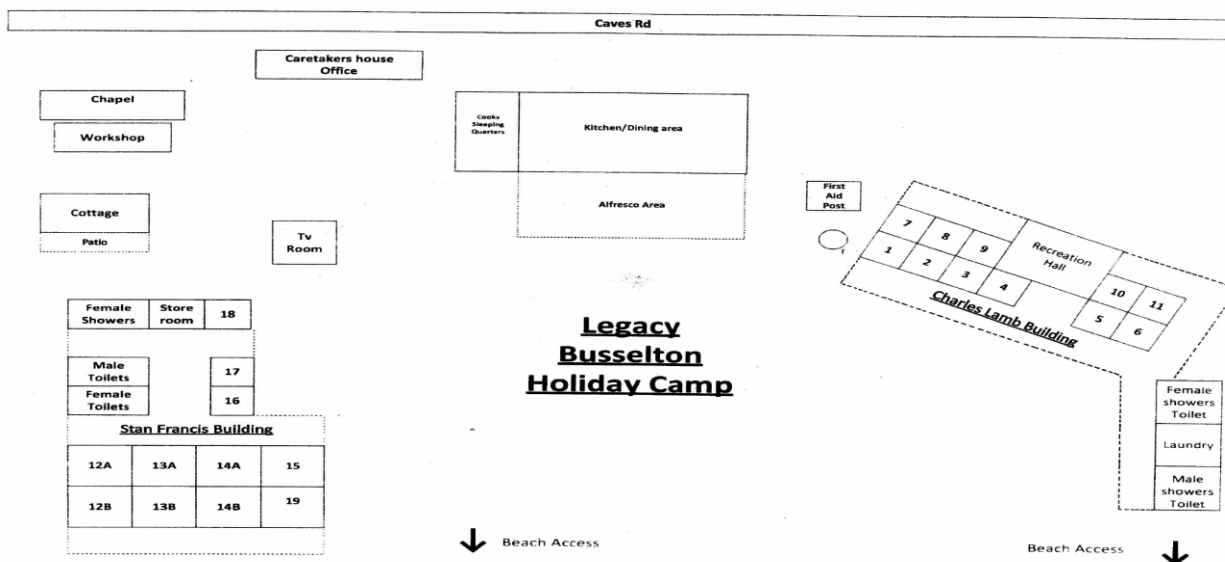 Caves Rd
Caretakers house
Office
Chapel
Workshop
Cooks
Sleeping
Quarters
Kitchen/Dining area
Alfresco Area
Cottage
Patio
Tv
Room
First
Aid
Post
7
8
9
1
2
3
4
Recreation
Hall
10
11
5
6
Charles Lamb Building
Female
Showers
Store
room
18
Male
Toilets
17
Female
Toilets
16
Stan Francis Building
12A
13A
14A
15
12B
13B
14B
19
Legacy
Busselton
Holiday Camp
Female
showers
Toilet
Laundry
Male
showers
Toilet
Beach Access
Beach Access